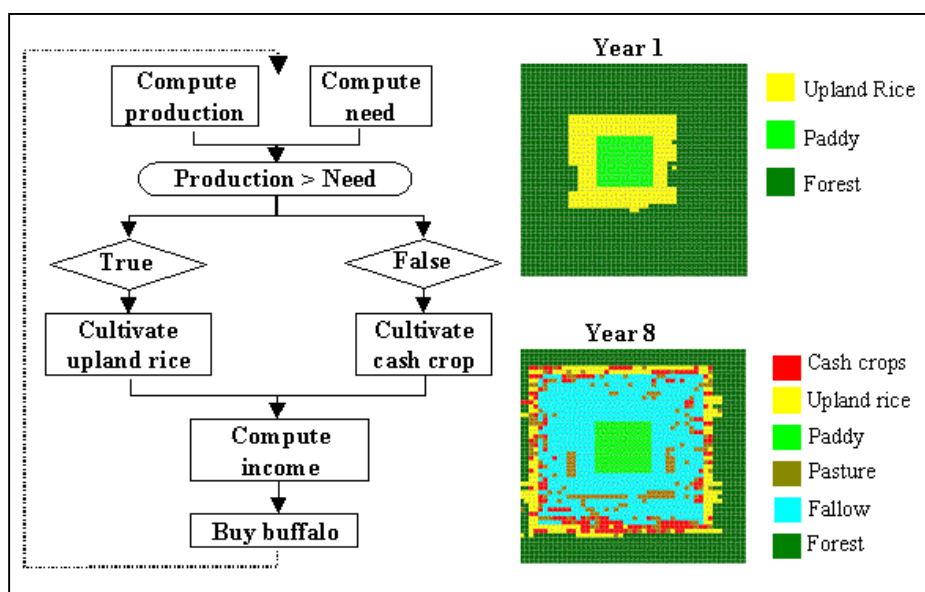 Compute
production
Compute
need
Production > Need
True
False
Cultivate
upland rice
Cultivate
cash crop
Compute
income
Buy buffalo
Year 1
Upland Rice
Paddy
Forest
Year 8
Cash crops
Upland rice
Paddy
Pasture
Fallow
Forest